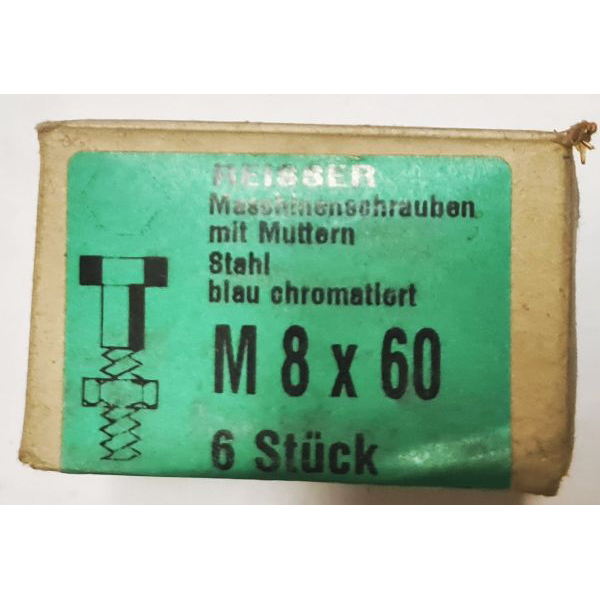 REISSER
Maschinenschrauben
mit Muttern
Stahl
blau chromatiert
M 8 x 60
6 Stück